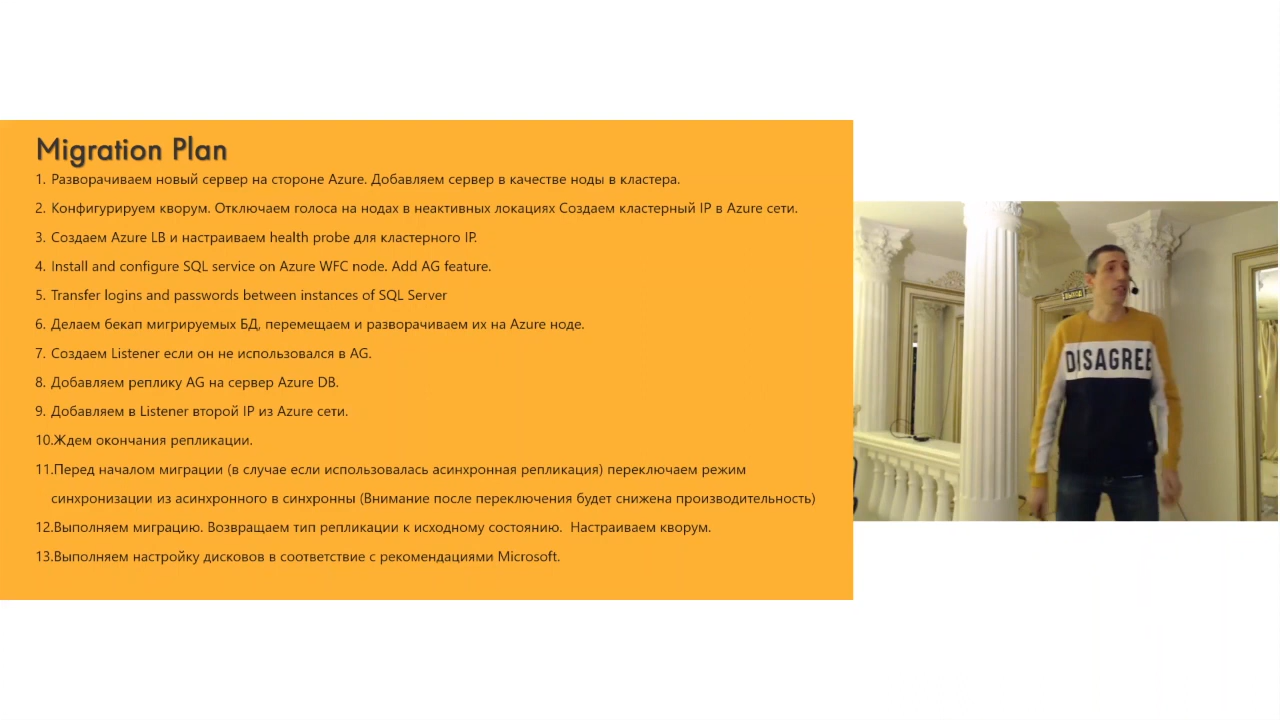 Migration Plan
1. Разворачиваем новый сервер на стороне Azure. Добавляем сервер в качестве ноды в кластера.
2. Конфигурируем кворум. Отключаем голоса на нодах в неактивных локациях Создаем кластерный IP в Azure сети.
3. Создаем Azure LB и настраиваем health probe для кластерного IP.
4. Install and configure SQL service on Azure WFC node. Add AG feature.
5. Transfer logins and passwords between instances of SQL Server
6. Делаем бекап мигрируемых БД, перемещаем и разворачиваем их на Azure ноде.
7. Создаем Listener если он не использовался в AG.
8. Добавляем реплику AG на сервер Azure DB.
9. Добавляем в Listener второй IP из Azure сети.
10.Ждем окончания репликации.
11.Перед началом миграции (в случае если использовалась асинхронная репликация) переключаем режим
синхронизации из асинхронного в синхронны (Внимание после переключения будет снижена производительность)
12.Выполняем миграцию. Возвращаем тип репликации к исходному состоянию.  Настраиваем кворум.
13.Выполняем настройку дисковов в соответствие с рекомендациями Microsoft.
DISAGREE